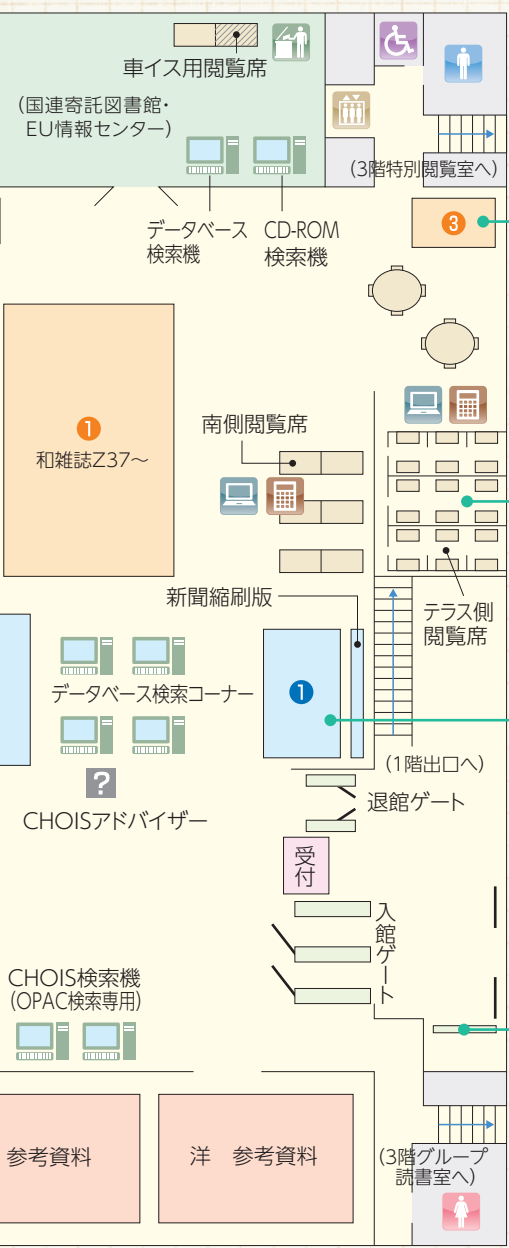 車イス用閲覧席
(国連寄託図書館・
EU情報センター)
(3階特別閲覧室へ)
データベース
検索機
CD-ROM
検索機
3
1
和雑誌Z37～
南側閲覧席
新聞縮刷版
テラス側
閲覧席
データベース検索コーナー
1
?
CHOISアドバイザー
(1階出口へ)
退館ゲート
受付
入館ゲート
CHOIS検索機
(OPAC検索専用)
参考資料
洋　参考資料
(3階グループ
読書室へ)